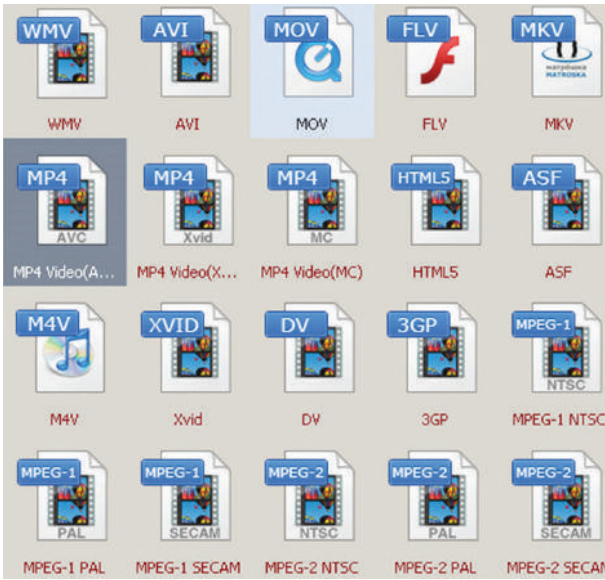 WMV AVI MOV FLV MKV
матрёшка
MATROSKA
WMV AVI MOV FLV MKV
MP4 MP4 MP4 HTML5 ASF
AVC Xvid MC
MP4 Video(A... MP4 Video(X... MP4 Video(MC) HTML5 ASF
M4V XVID DV 3GP MPEG-1
NTSC
M4V Xvid DV 3GP MPEG-1 NTSC
MPEG-1 MPEG-1 MPEG-2 MPEG-2 MPEG-2
PAL SECAM NTSC PAL SECAM
MPEG-1 PAL MPEG-1 SECAM MPEG-2 NTSC MPEG-2 PAL MPEG-2 SECAM